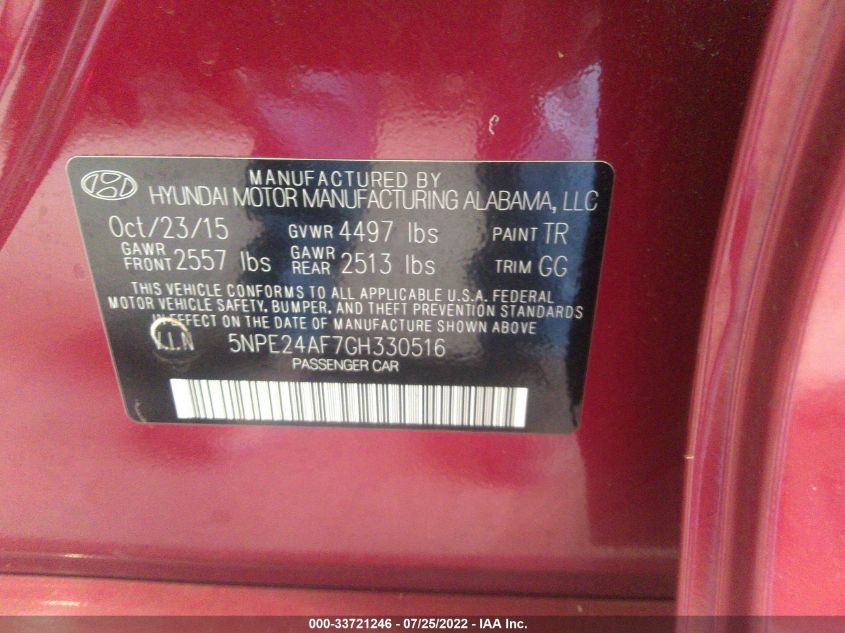 MANUFACTURED BY
HYUNDAI MOTOR MANUFACTURING ALABAMA, LLC
Oct/23/15 GVWR 4497 lbs PAINT TR
GAWR FRONT 2557 lbs GAWR REAR 2513 lbs TRIM GG
THIS VEHICLE CONFORMS TO ALL APPLICABLE U.S.A. FEDERAL
MOTOR VEHICLE SAFETY, BUMPER, AND THEFT PREVENTION STANDARDS
IN EFFECT ON THE DATE OF MANUFACTURE SHOWN ABOVE
V.I.N 5NPE24AF7GH330516
PASSENGER CAR
000-33721246 - 07/25/2022 - IAA Inc.